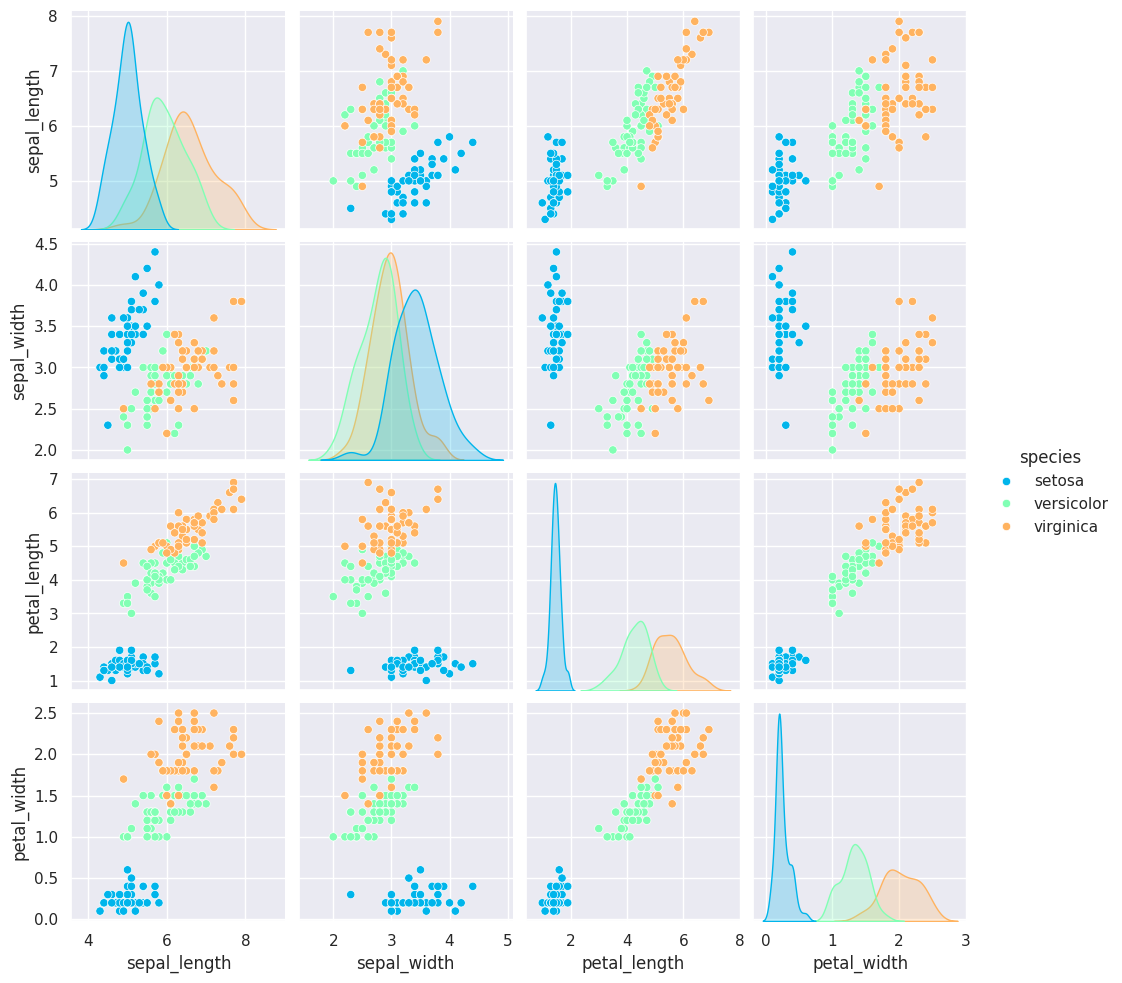 8
7
6
5
sepal_length
4.5
4.0
3.5
3.0
2.5
2.0
sepal_width
7
6
5
4
3
2
1
petal_length
2.5
2.0
1.5
1.0
0.5
0.0
petal_width
4 6 8
sepal_length
2 3 4 5
sepal_width
2 4 6 8
petal_length
0 1 2 3
petal_width
species
setosa
versicolor
virginica